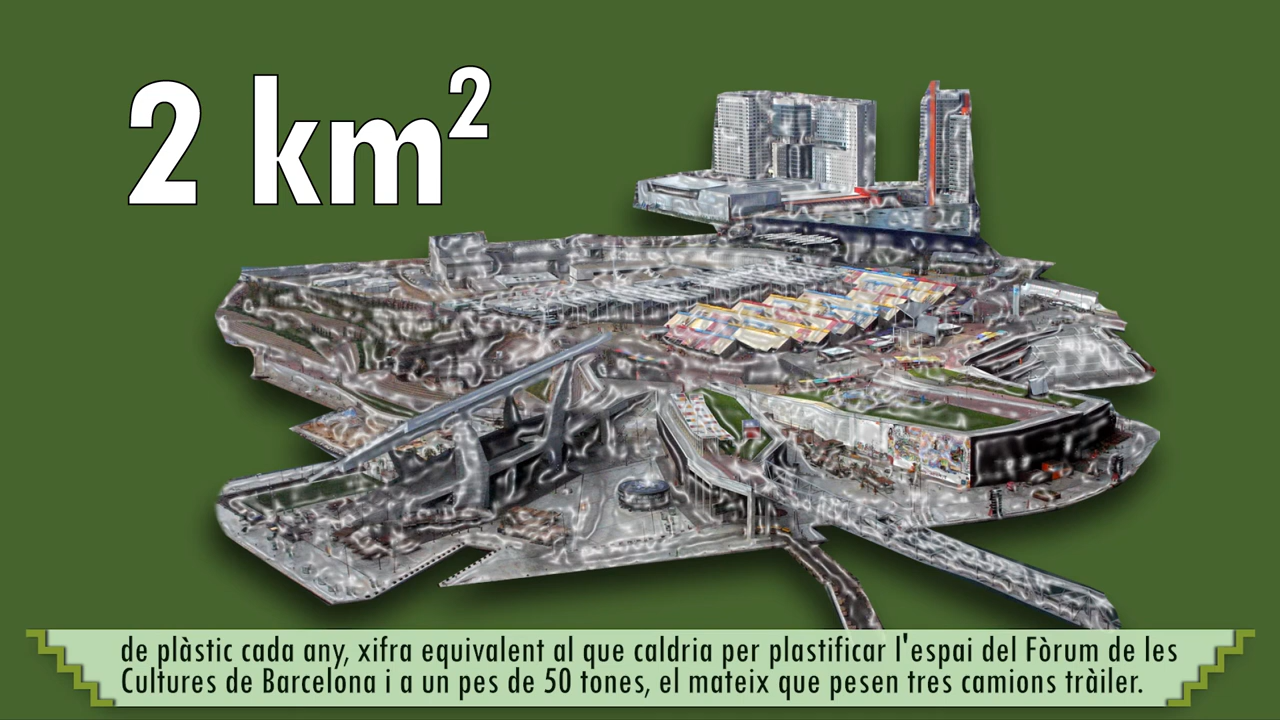 2 km²
de plàstic cada any, xifra equivalent al que caldria per plastificar l'espai del Fòrum de les
Cultures de Barcelona i a un pes de 50 tones, el mateix que pesen tres camions tràiler.